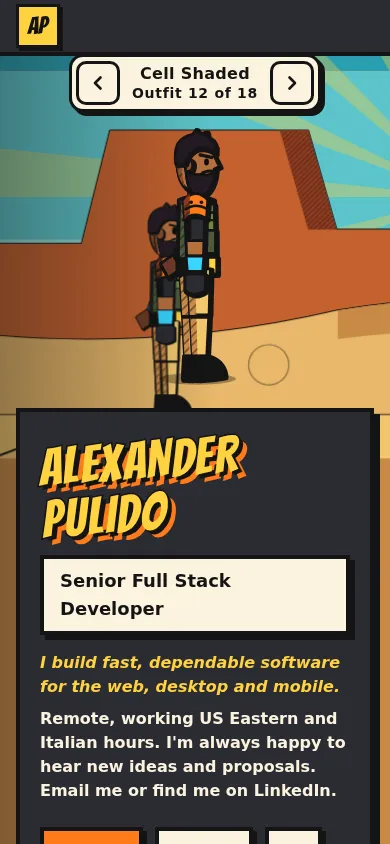 AP
Cell Shaded
Outfit 12 of 18
ALEXANDER
PULIDO
Senior Full Stack
Developer
I build fast, dependable software
for the web, desktop and mobile.
Remote, working US Eastern and
Italian hours. I'm always happy to
hear new ideas and proposals.
Email me or find me on LinkedIn.